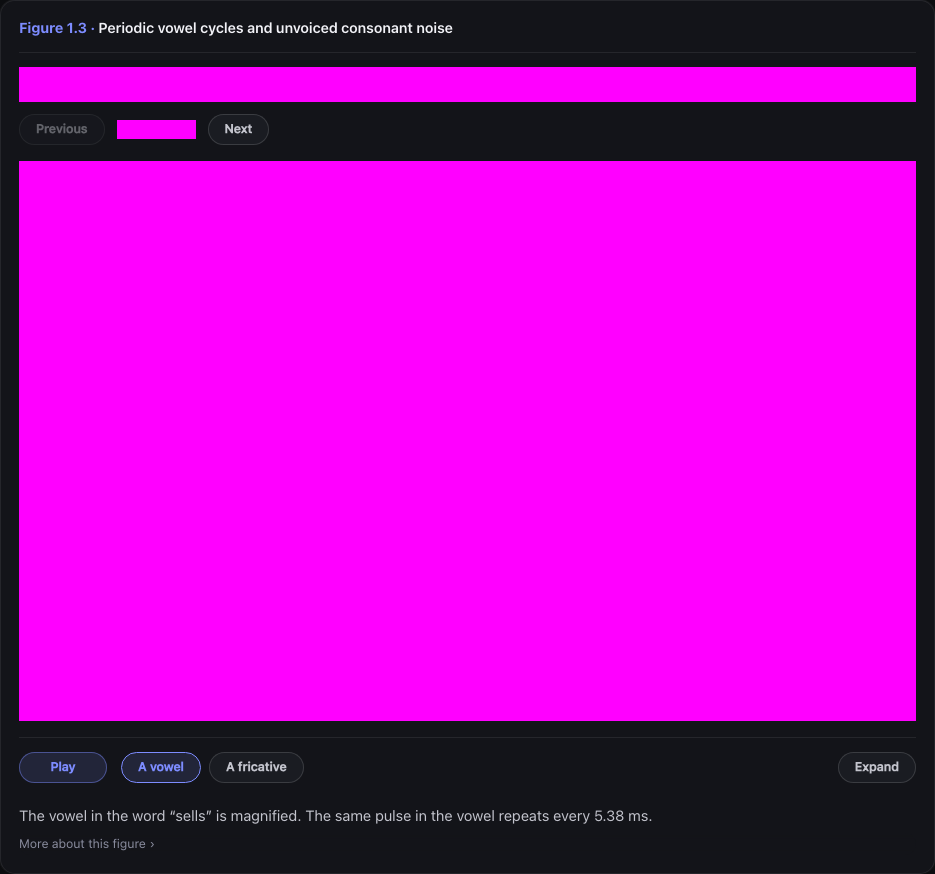 Figure 1.3 · Periodic vowel cycles and unvoiced consonant noise
Previous
Next
Play
A vowel
A fricative
Expand
The vowel in the word “sells” is magnified. The same pulse in the vowel repeats every 5.38 ms.
More about this figure ›